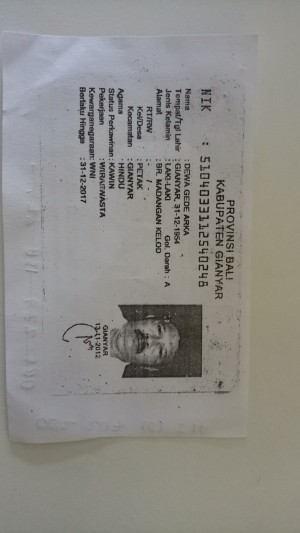 PROVINSI BALI
KABUPATEN GIANYAR
NIK : 5104033112540246
Nama : DEWA GEDE ARKA
Tempat/Tgl Lahir : GIANYAR, 31-12-1954
Jenis Kelamin : LAKI-LAKI Gol. Darah : A
Alamat : BR. MADANGAN KELOD
RT/RW : - / -
Kel/Desa : PETAK
Kecamatan : GIANYAR
Agama : HINDU
Status Perkawinan : KAWIN
Pekerjaan : WIRASWASTA
Kewarganegaraan: WNI
Berlaku Hingga : 31-12-2017
GIANYAR
13-11-2012